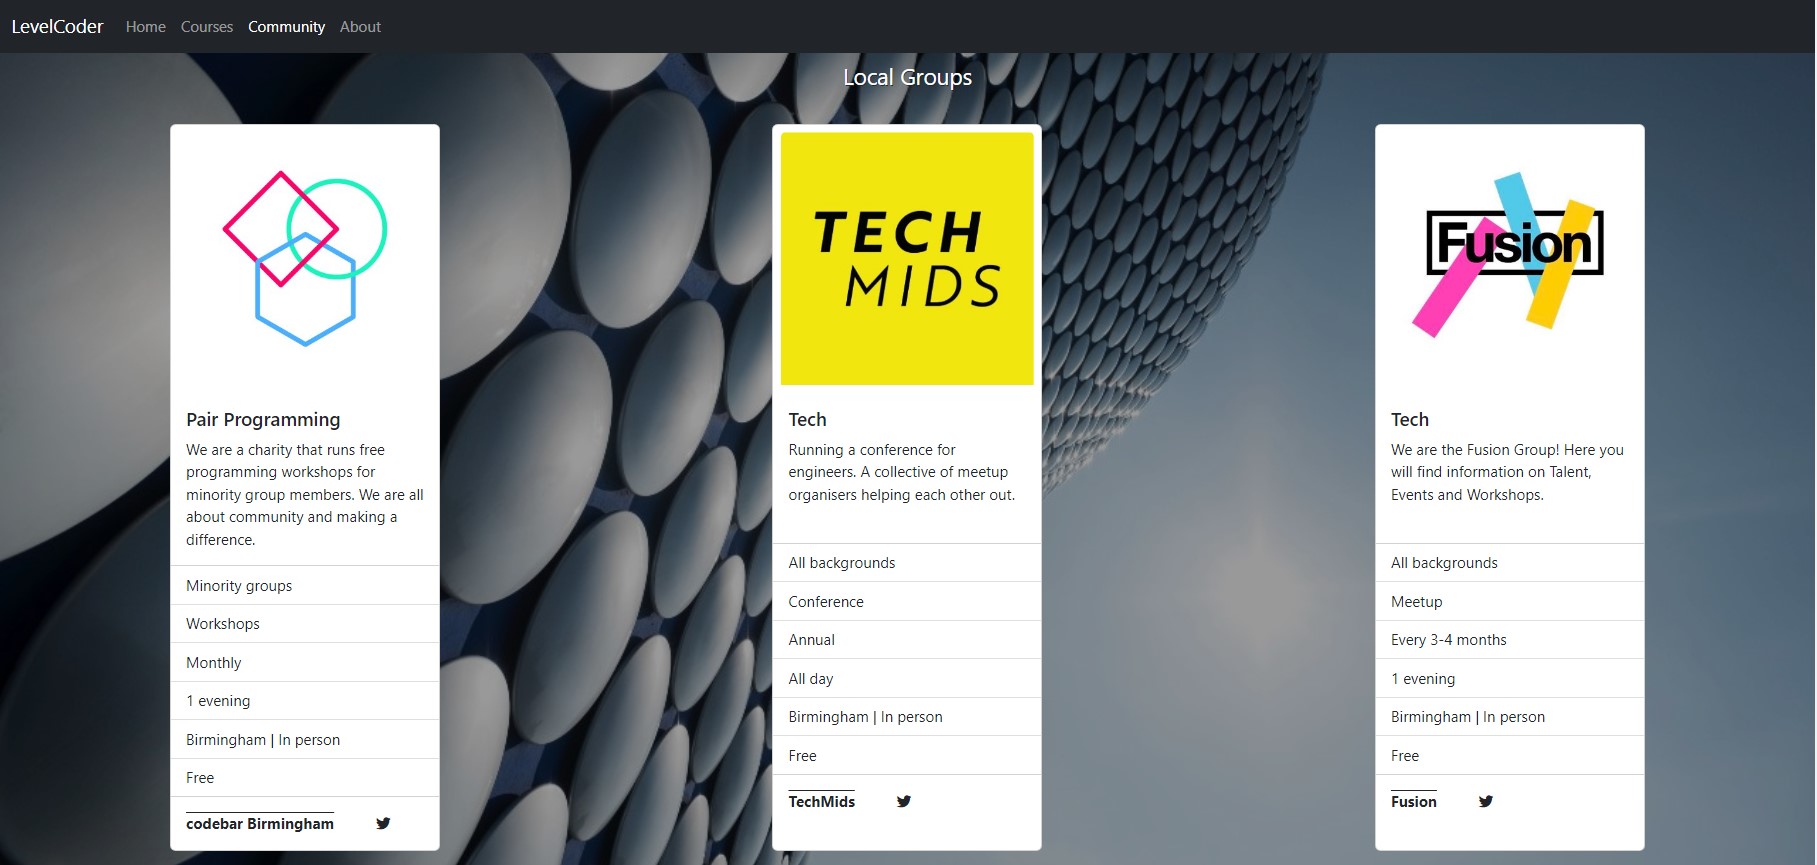 LevelCoder Home Courses Community About
Local Groups
Pair Programming
We are a charity that runs free
programming workshops for
minority group members. We are all
about community and making a
difference.
Minority groups
Workshops
Monthly
1 evening
Birmingham | In person
Free
codebar Birmingham
TECH
MIDS
Tech
Running a conference for
engineers. A collective of meetup
organisers helping each other out.
All backgrounds
Conference
Annual
All day
Birmingham | In person
Free
TechMids
Fusion
Tech
We are the Fusion Group! Here you
will find information on Talent,
Events and Workshops.
All backgrounds
Meetup
Every 3-4 months
1 evening
Birmingham | In person
Free
Fusion